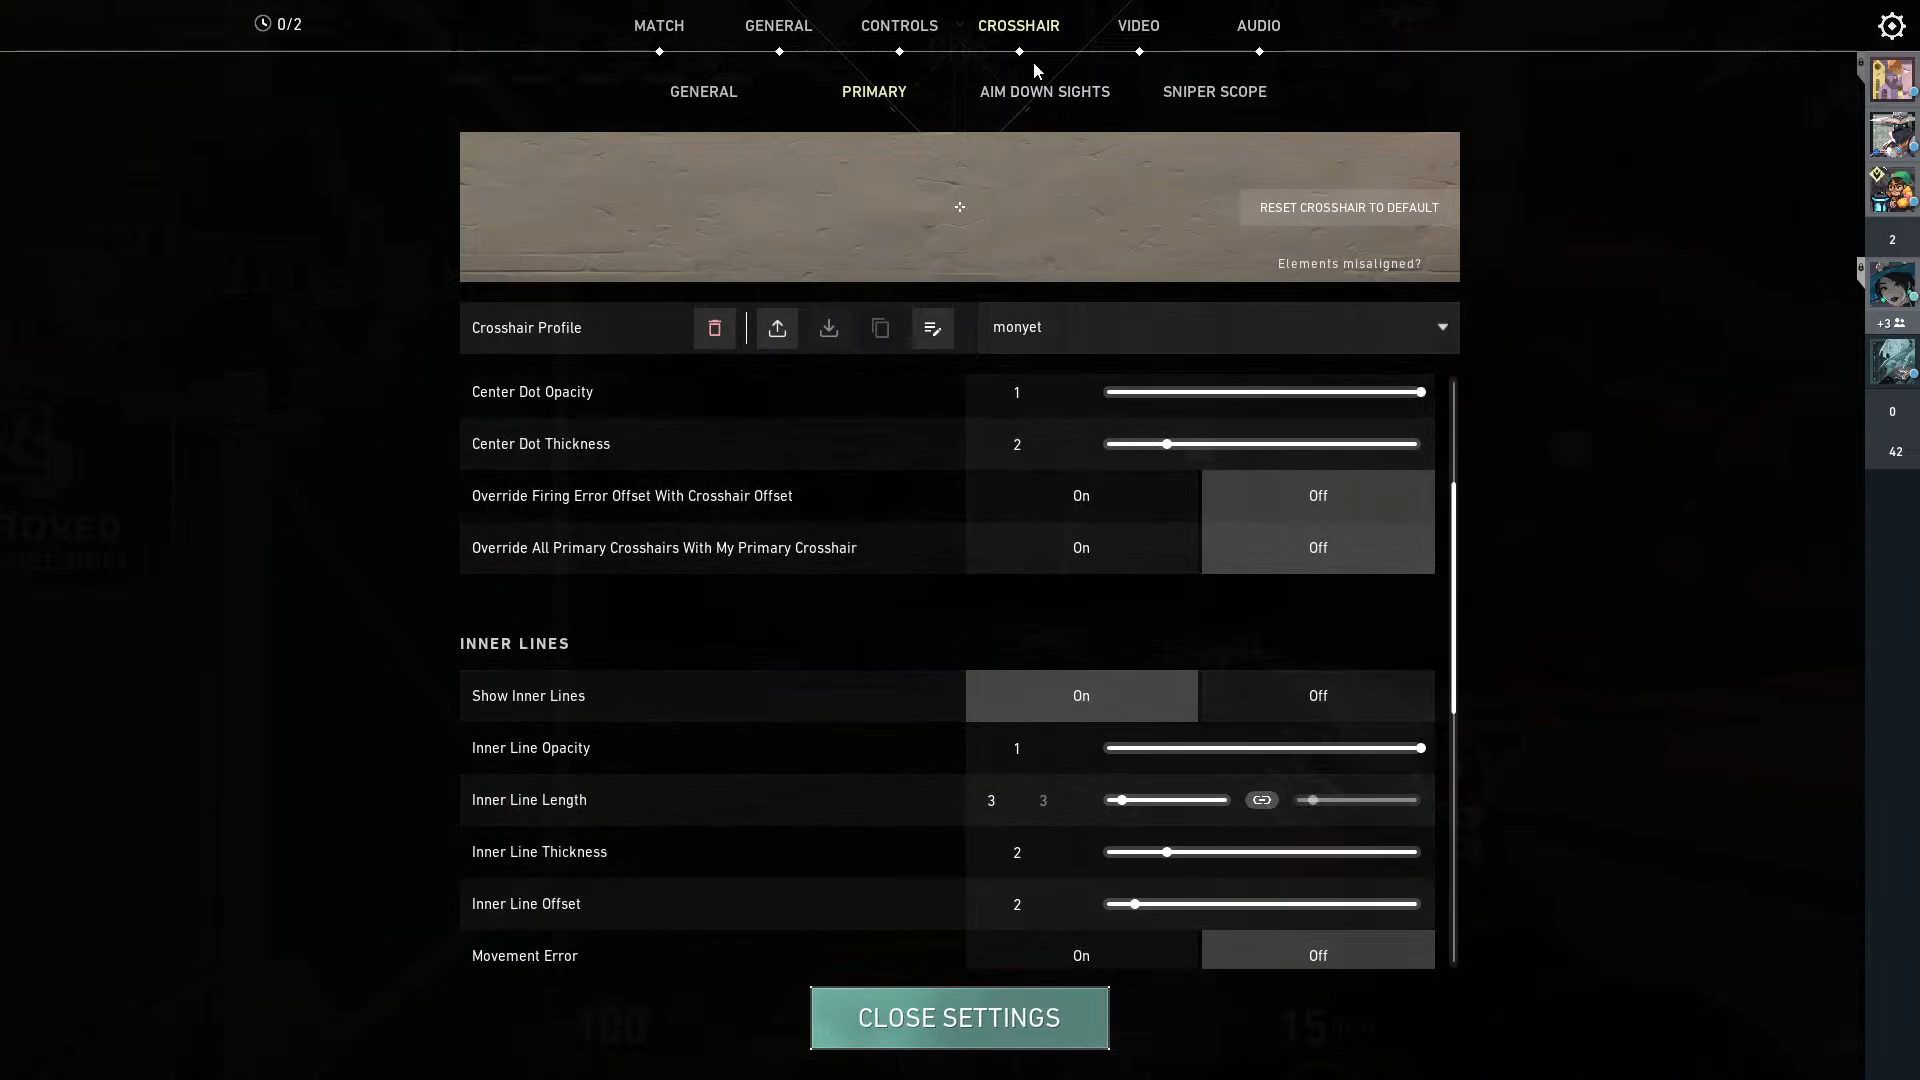 0/2
MATCH
GENERAL
CONTROLS
CROSSHAIR
VIDEO
AUDIO
GENERAL
PRIMARY
AIM DOWN SIGHTS
SNIPER SCOPE
RESET CROSSHAIR TO DEFAULT
Elements misaligned?
2
Crosshair Profile
monyet
+3
Center Dot Opacity
1
0
Center Dot Thickness
2
42
Override Firing Error Offset With Crosshair Offset
On
Off
Override All Primary Crosshairs With My Primary Crosshair
On
Off
INNER LINES
Show Inner Lines
On
Off
Inner Line Opacity
1
Inner Line Length
3
3
Inner Line Thickness
2
Inner Line Offset
2
Movement Error
On
Off
CLOSE SETTINGS
100
15